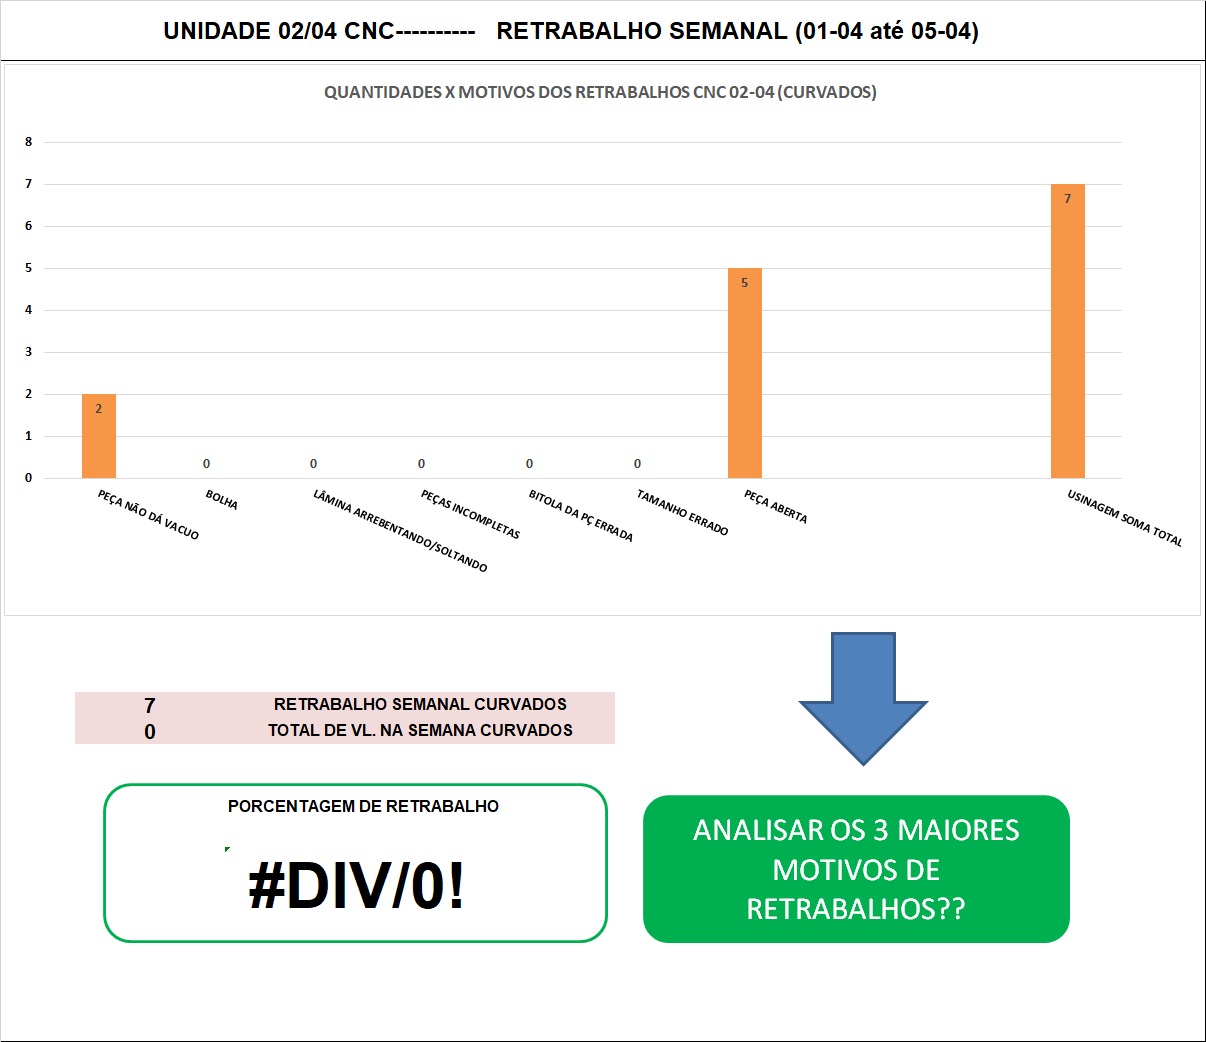 UNIDADE 02/04 CNC---------- RETRABALHO SEMANAL (01-04 até 05-04)
QUANTIDADES X MOTIVOS DOS RETRABALHOS CNC 02-04 (CURVADOS)
8
7
6
5
4
3
2
1
0
2
0
0
0
0
0
5
7
PEÇA NÃO DÁ VACUO
BOLHA
LÂMINA ARREBENTANDO/SOLTANDO
PEÇAS INCOMPLETAS
BITOLA DA PÇ ERRADA
TAMANHO ERRADO
PEÇA ABERTA
USINAGEM SOMA TOTAL
7 RETRABALHO SEMANAL CURVADOS
0 TOTAL DE VL. NA SEMANA CURVADOS
PORCENTAGEM DE RETRABALHO
#DIV/0!
ANALISAR OS 3 MAIORES
MOTIVOS DE
RETRABALHOS??